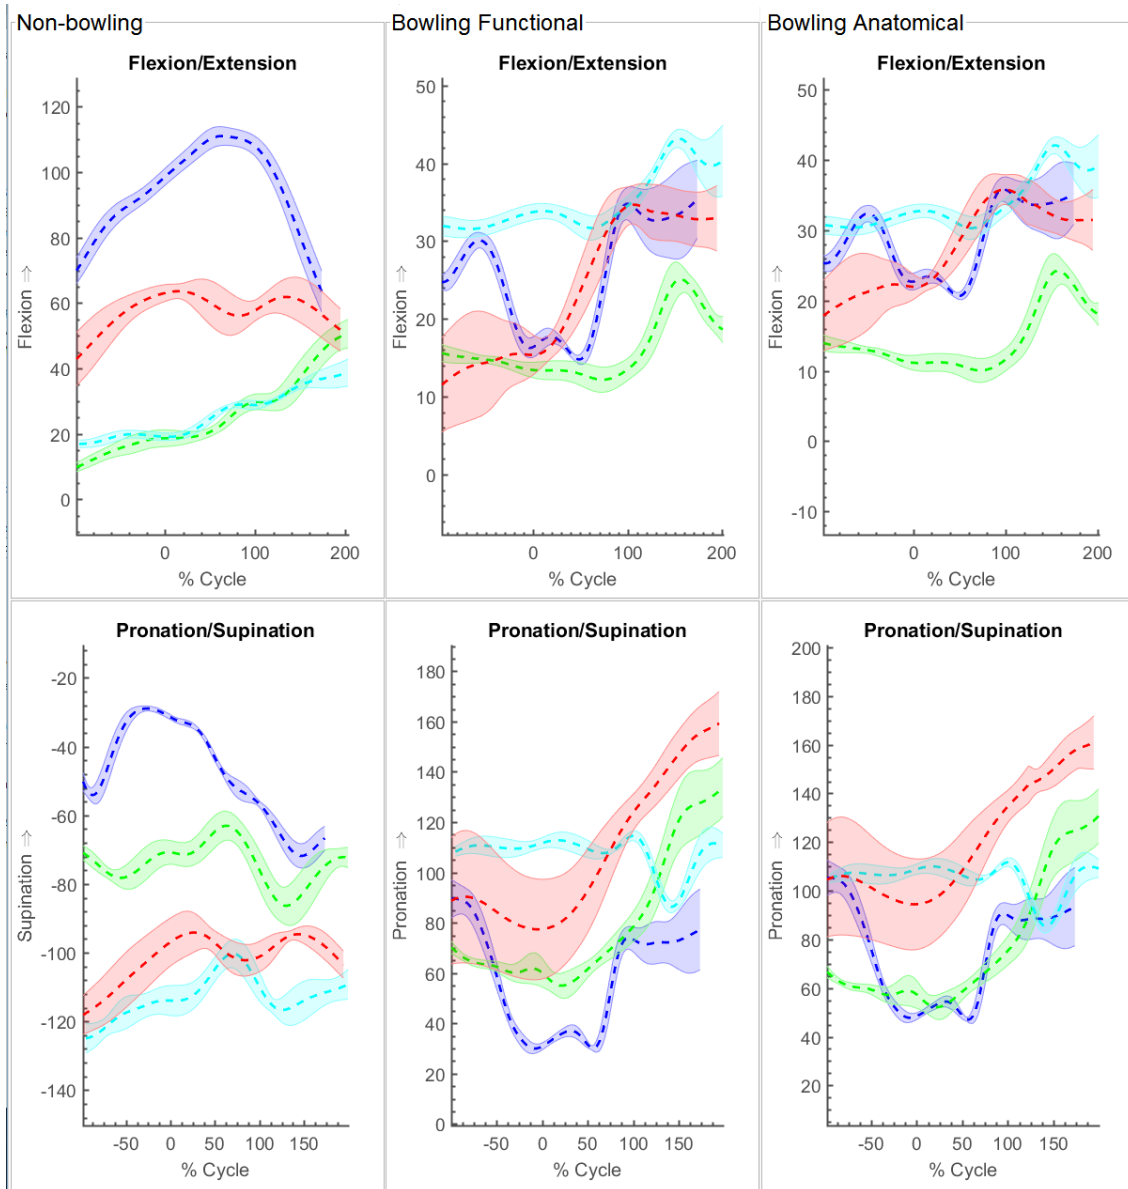 Non-bowling
Bowling Functional
Bowling Anatomical
Flexion/Extension
120
100
80
60
40
20
0
Flexion ⇒
0 100 200
% Cycle
Flexion/Extension
50
40
30
20
10
0
Flexion ⇒
0 100 200
% Cycle
Flexion/Extension
50
40
30
20
10
0
-10
Flexion ⇒
0 100 200
% Cycle
Pronation/Supination
-20
-40
-60
-80
-100
-120
-140
Supination ⇒
-50 0 50 100 150
% Cycle
Pronation/Supination
180
160
140
120
100
80
60
40
20
0
Pronation ⇒
-50 0 50 100 150
% Cycle
Pronation/Supination
200
180
160
140
120
100
80
60
40
20
Pronation ⇒
-50 0 50 100 150
% Cycle